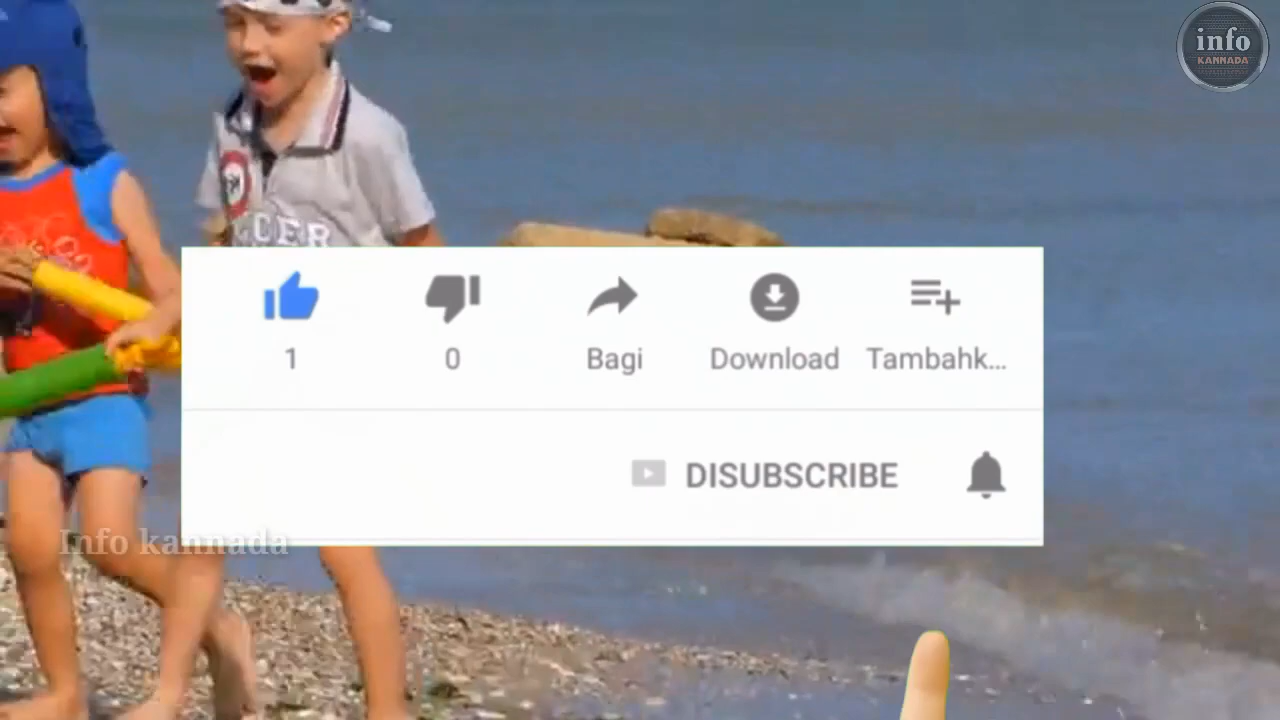 info
KANNADA
1
0
Bagi
Download
Tambahk...
DISUBSCRIBE
Info kannada